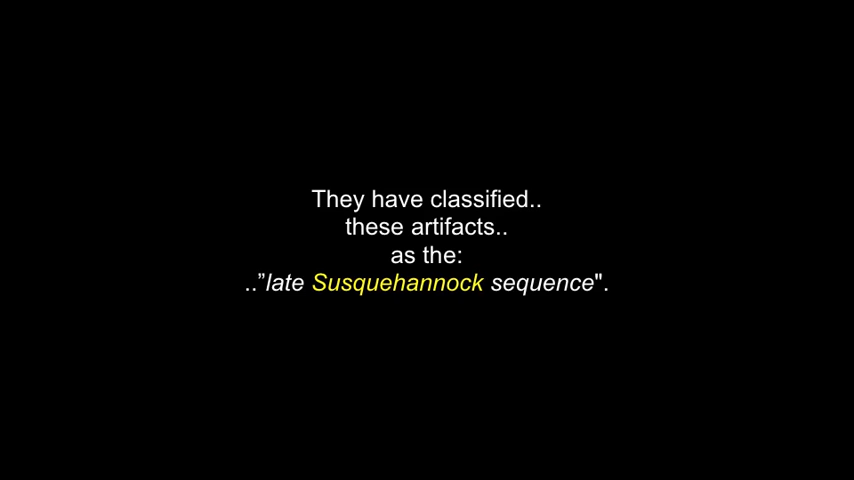 They have classified..
these artifacts..
as the:
..”late Susquehannock sequence".